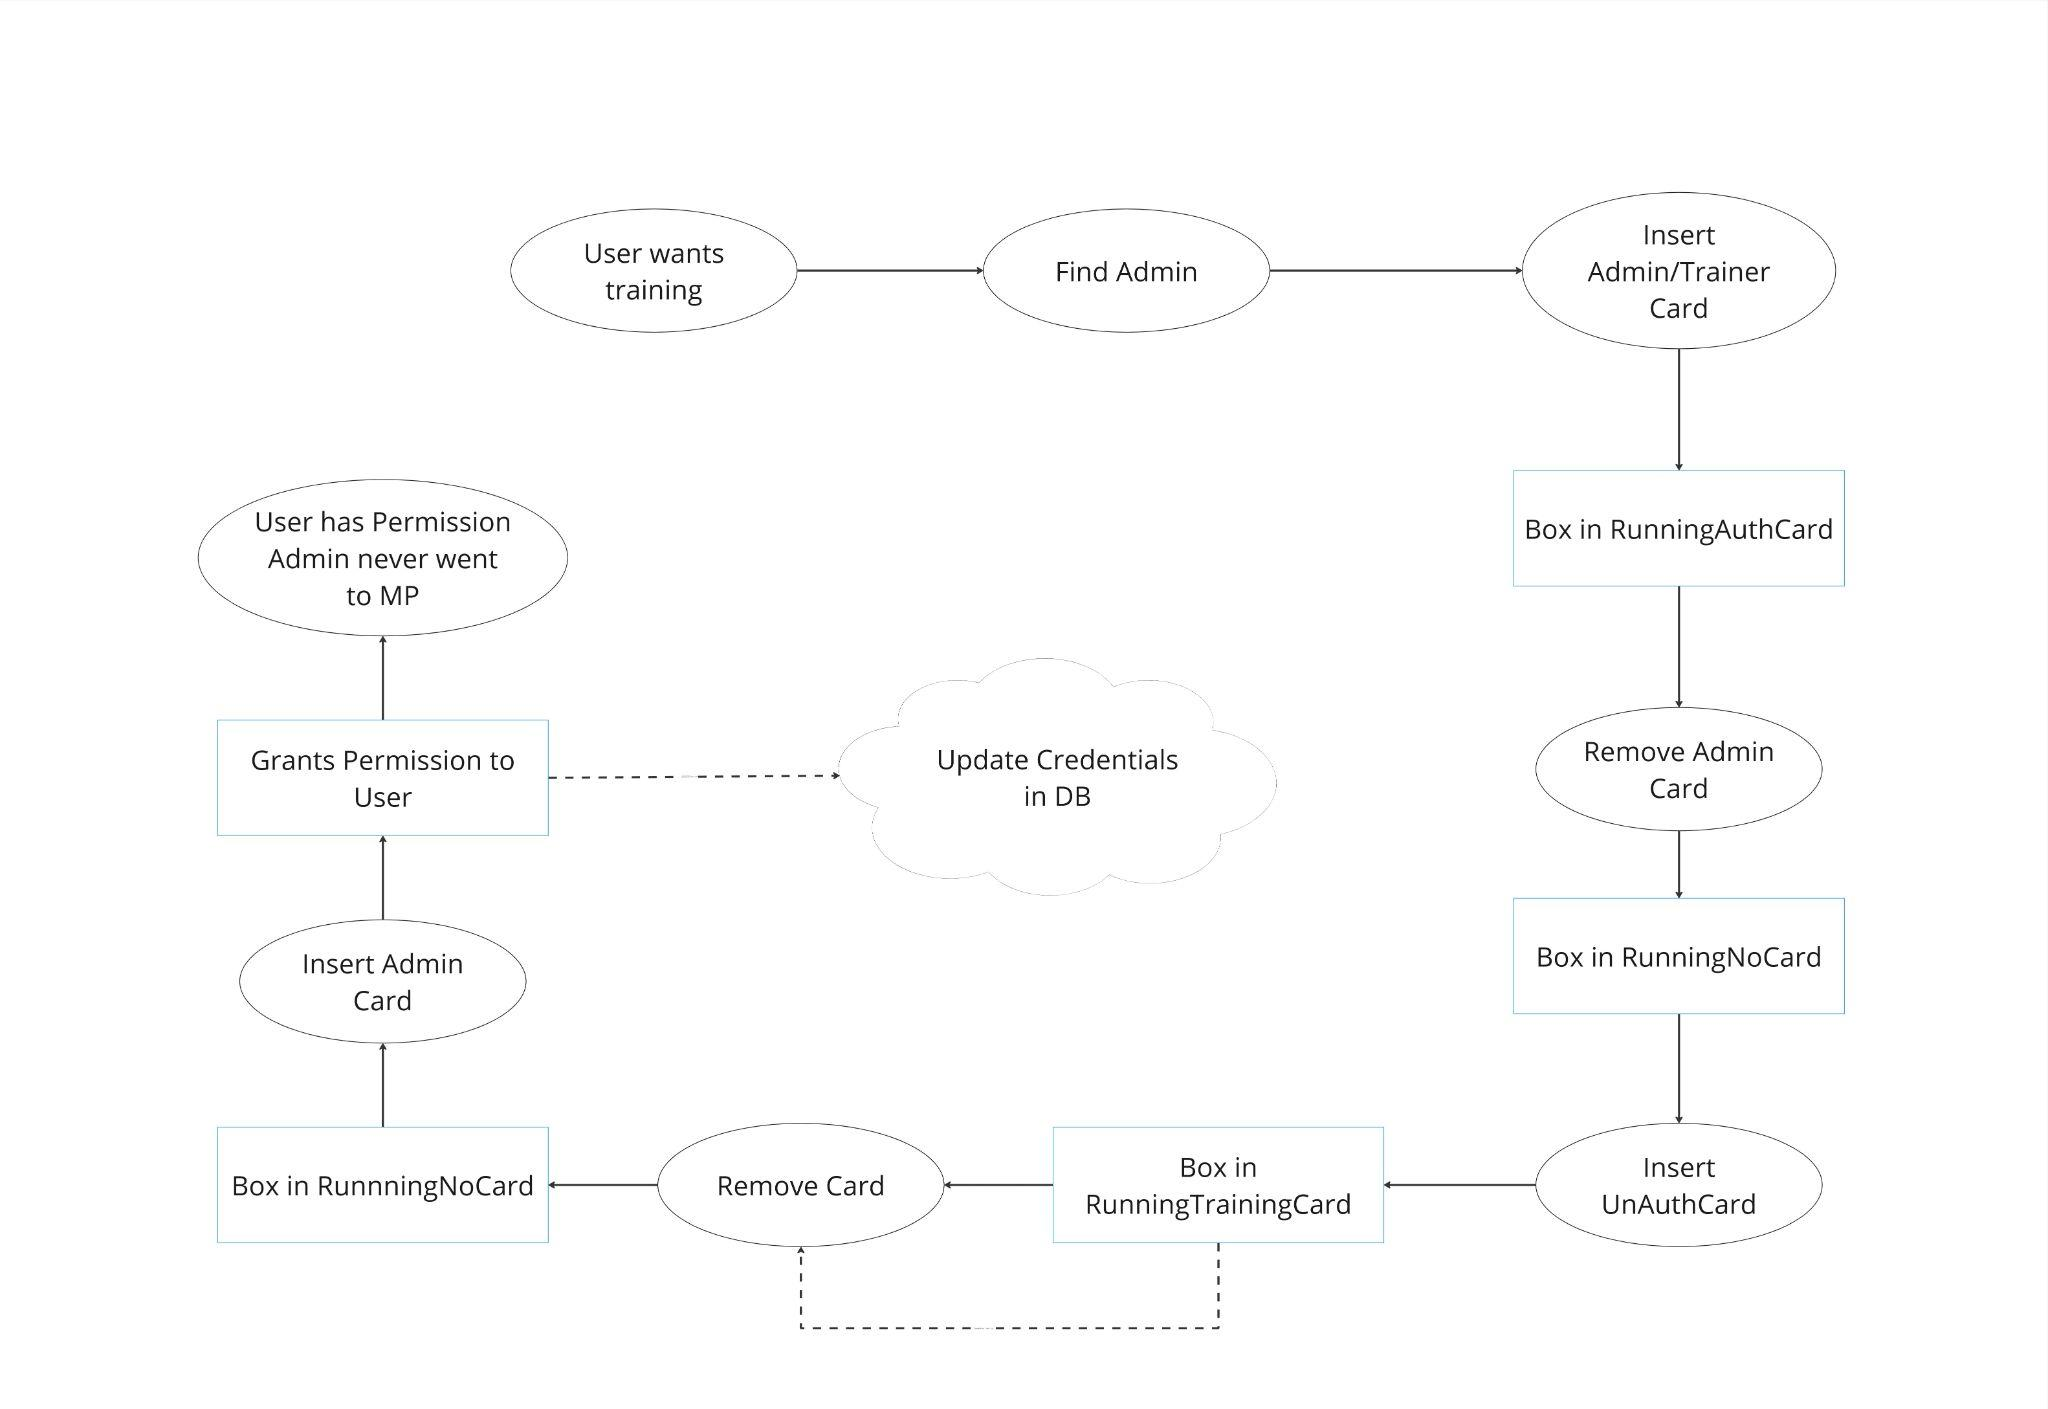 User wants
training
Find Admin
Insert
Admin/Trainer
Card
Box in RunningAuthCard
Remove Admin
Card
Box in RunningNoCard
Insert
UnAuthCard
Box in
RunningTrainingCard
Remove Card
Box in RunnningNoCard
Insert Admin
Card
Grants Permission to
User
Update Credentials
in DB
User has Permission
Admin never went
to MP